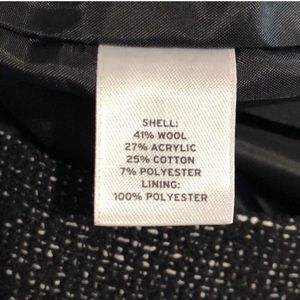 SHELL:
41% WOOL
27% ACRYLIC
25% COTTON
7% POLYESTER
LINING:
100% POLYESTER